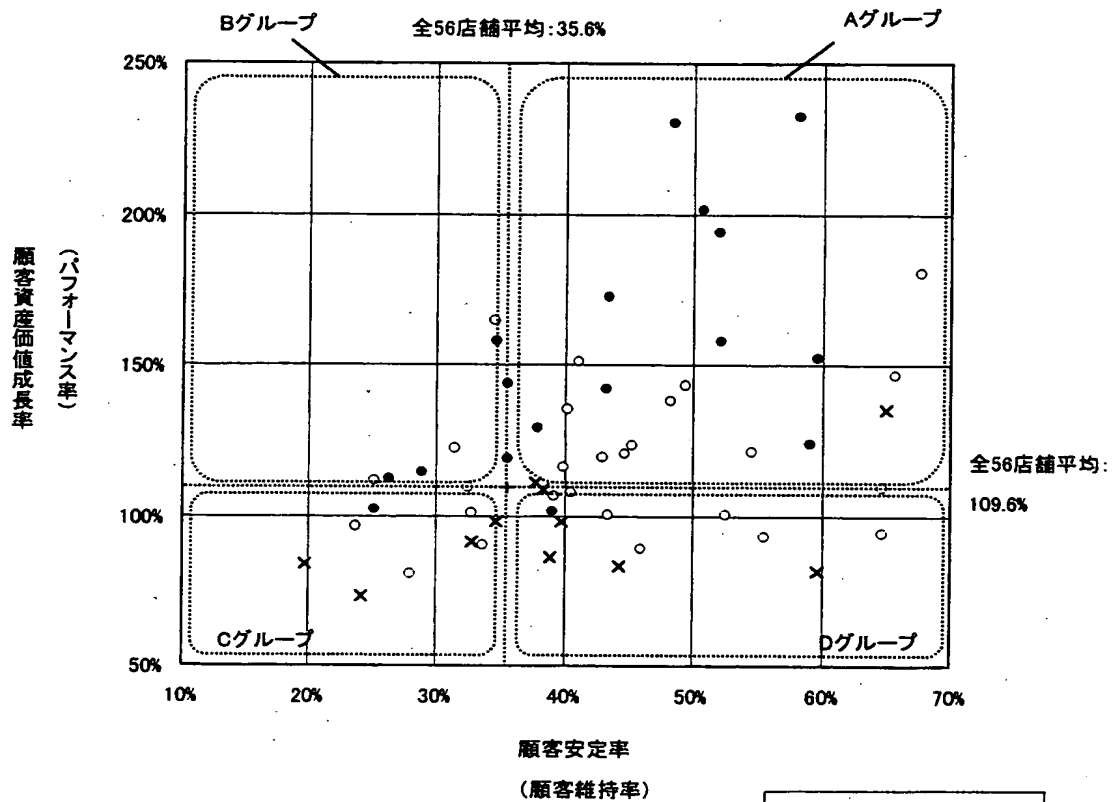 Bグループ
全56店舗平均:35.6%
Aグループ
250%
200%
150%
100%
50%
顧客資産価値成長率
(パフォーマンス率)
全56店舗平均:
109.6%
Cグループ
Dグループ
10%
20%
30%
40%
50%
60%
70%
顧客安定率
(顧客維持率)